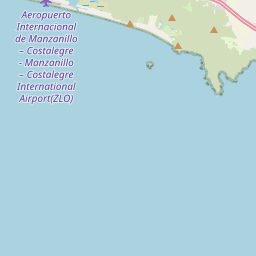 Aeropuerto
Internacional
de Manzanillo
– Costalegre
- Manzanillo
– Costalegre
International
Airport(ZLO)